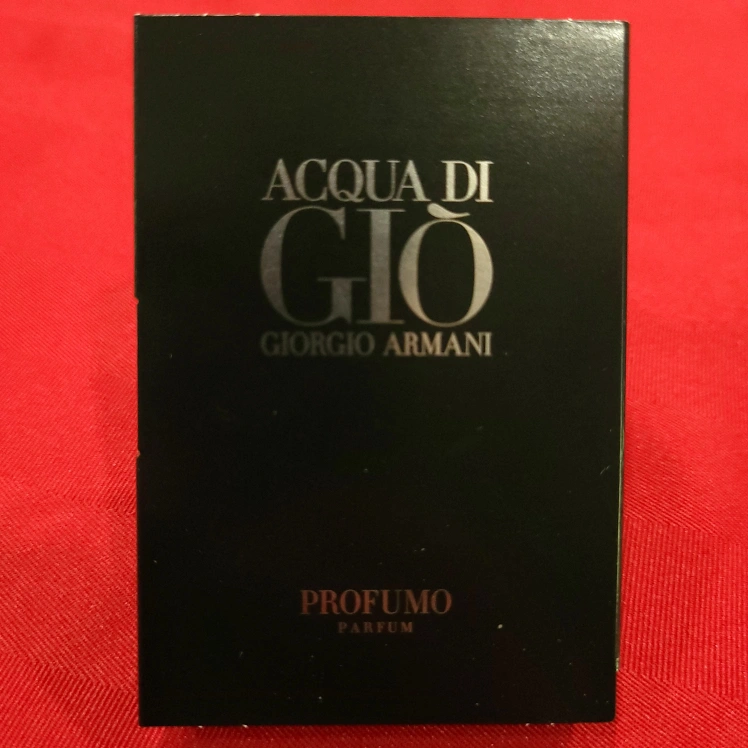 ACQUA DI
GIÒ
GIORGIO ARMANI
PROFUMO
PARFUM